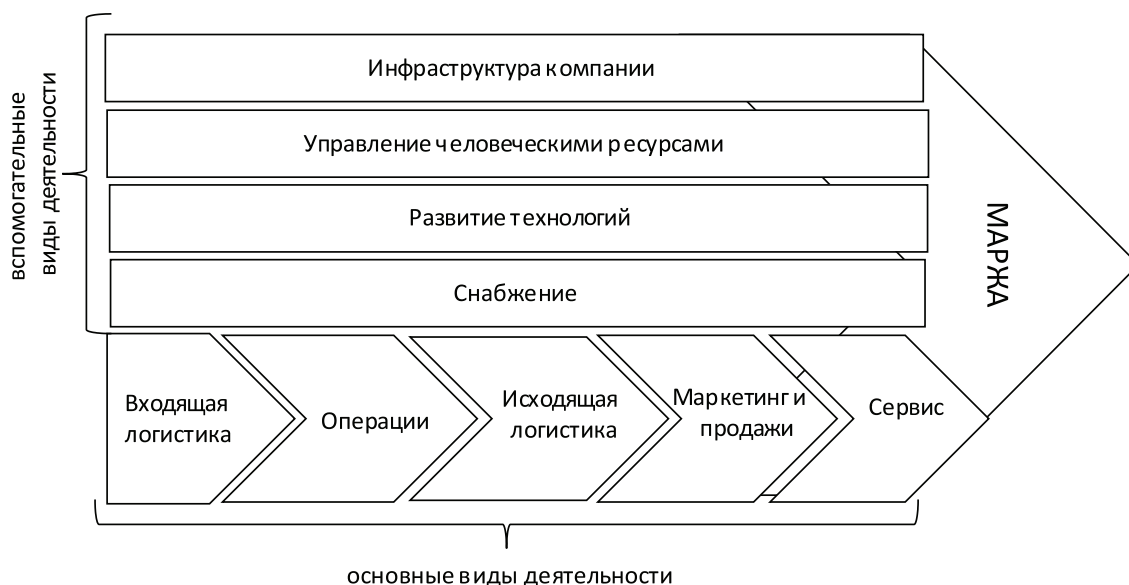 вспомогательные
виды деятельности
Инфраструктура компании
Управление человеческими ресурсами
Развитие технологий
Снабжение
МАРЖА
Входящая
логистика
Операции
Исходящая
логистика
Маркетинг и
продажи
Сервис
основные виды деятельности